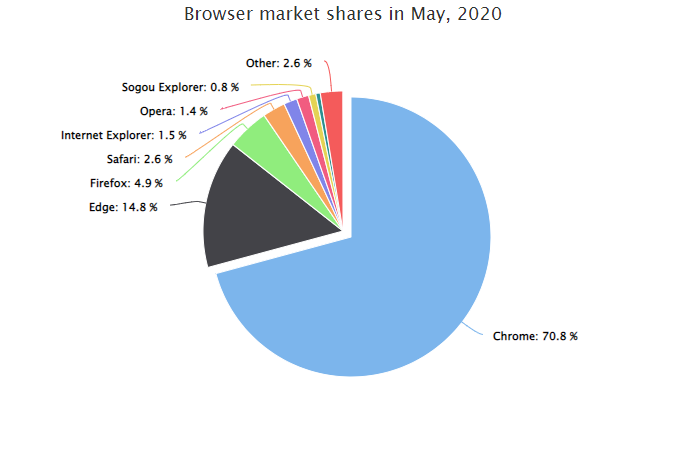 Browser market shares in May, 2020
Other: 2.6 %
Sogou Explorer: 0.8 %
Opera: 1.4 %
Internet Explorer: 1.5 %
Safari: 2.6 %
Firefox: 4.9 %
Edge: 14.8 %
Chrome: 70.8 %